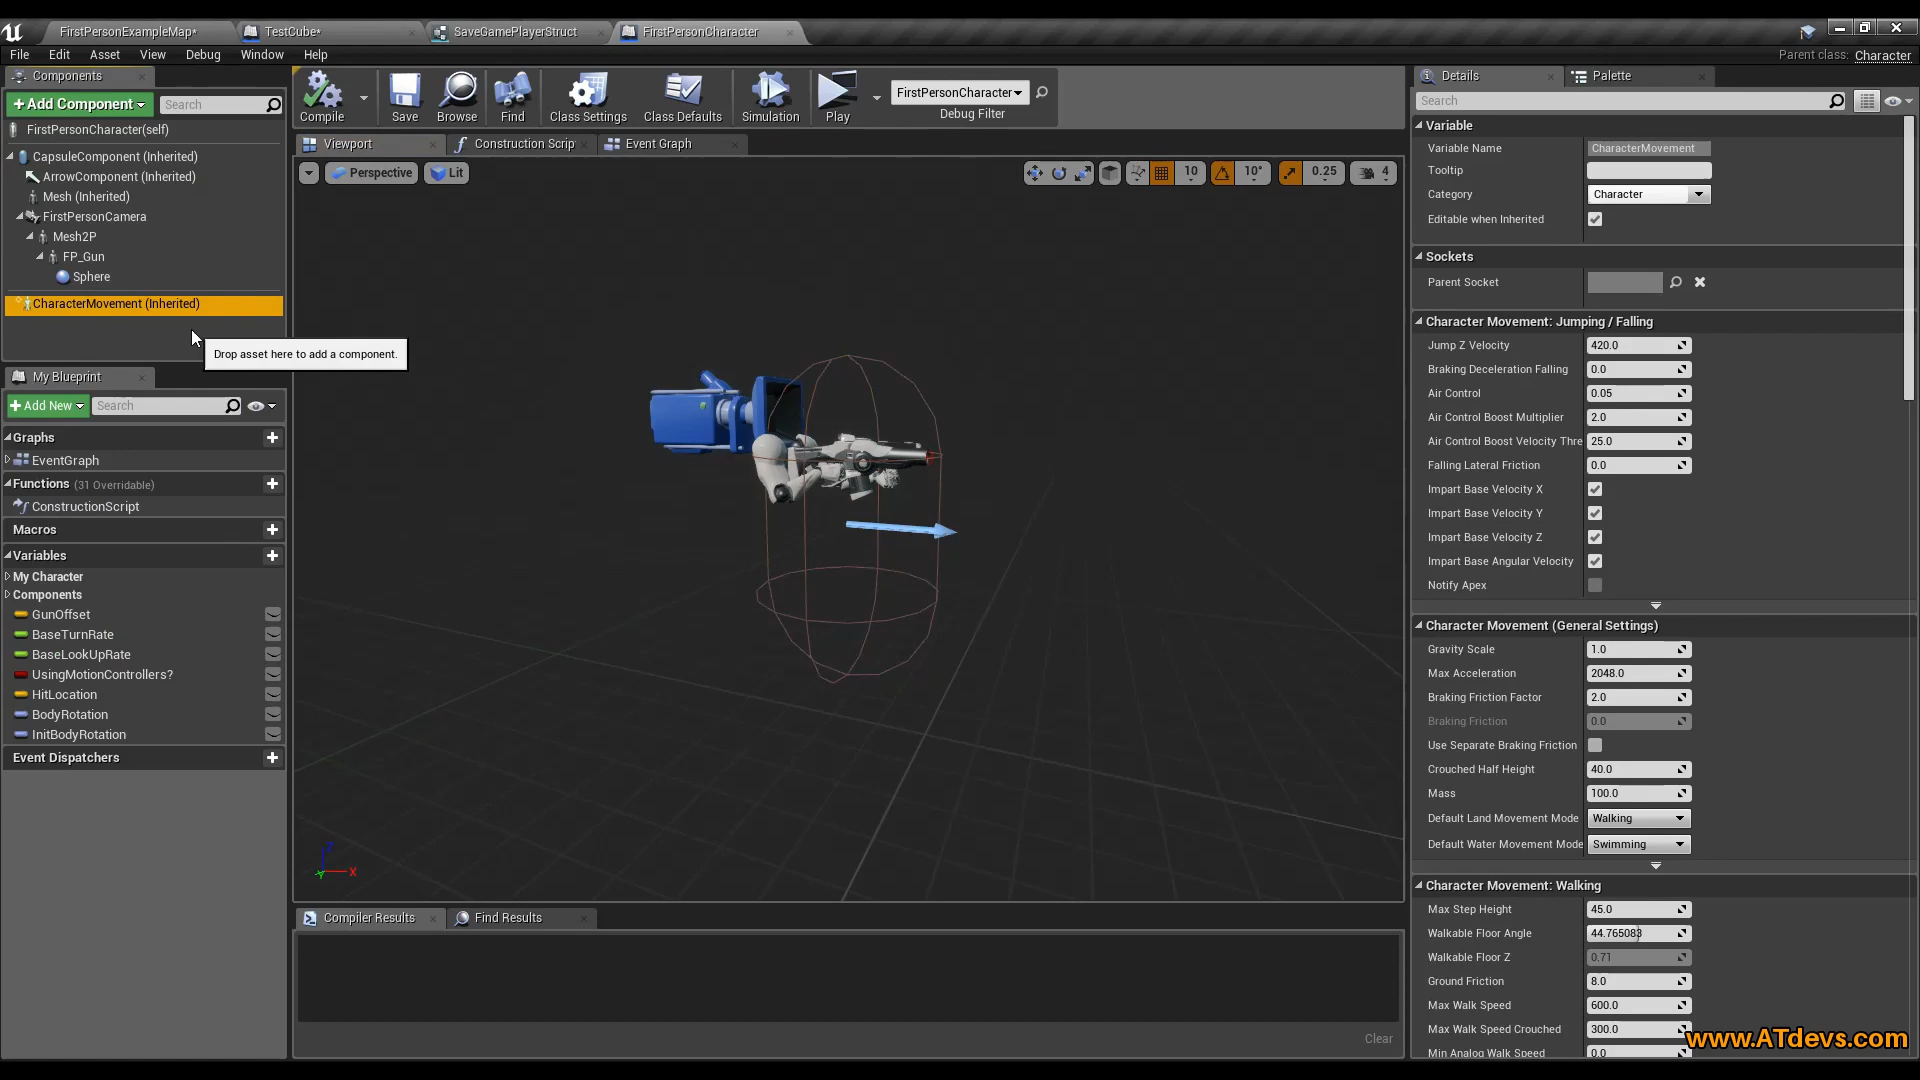 FirstPersonExampleMap*
TestCube*
SaveGamePlayerStruct
FirstPersonCharacter
File Edit Asset View Debug Window Help
Parent class: Character
Components
+Add Component
Search
FirstPersonCharacter(self)
CapsuleComponent (Inherited)
ArrowComponent (Inherited)
Mesh (Inherited)
FirstPersonCamera
Mesh2P
FP_Gun
Sphere
CharacterMovement (Inherited)
Drop asset here to add a component.
My Blueprint
+Add New
Search
Graphs
EventGraph
Functions (31 Overridable)
ConstructionScript
Macros
Variables
My Character
Components
GunOffset
BaseTurnRate
BaseLookUpRate
UsingMotionControllers?
HitLocation
BodyRotation
InitBodyRotation
Event Dispatchers
Compile
Save
Browse
Find
Class Settings
Class Defaults
Simulation
Play
FirstPersonCharacter
Debug Filter
Viewport
Construction Scrip
Event Graph
Perspective
Lit
10
10°
0.25
4
Z
X
Y
Compiler Results
Find Results
Clear
Details
Palette
Search
Variable
Variable Name CharacterMovement
Tooltip
Category Character
Editable when Inherited
Sockets
Parent Socket
Character Movement: Jumping / Falling
Jump Z Velocity 420.0
Braking Deceleration Falling 0.0
Air Control 0.05
Air Control Boost Multiplier 2.0
Air Control Boost Velocity Thre 25.0
Falling Lateral Friction 0.0
Impart Base Velocity X
Impart Base Velocity Y
Impart Base Velocity Z
Impart Base Angular Velocity
Notify Apex
Character Movement (General Settings)
Gravity Scale 1.0
Max Acceleration 2048.0
Braking Friction Factor 2.0
Braking Friction 0.0
Use Separate Braking Friction
Crouched Half Height 40.0
Mass 100.0
Default Land Movement Mode Walking
Default Water Movement Mode Swimming
Character Movement: Walking
Max Step Height 45.0
Walkable Floor Angle 44.765083
Walkable Floor Z 0.71
Ground Friction 8.0
Max Walk Speed 600.0
Max Walk Speed Crouched 300.0
Min Analog Walk Speed 0.0
www.ATdevs.com